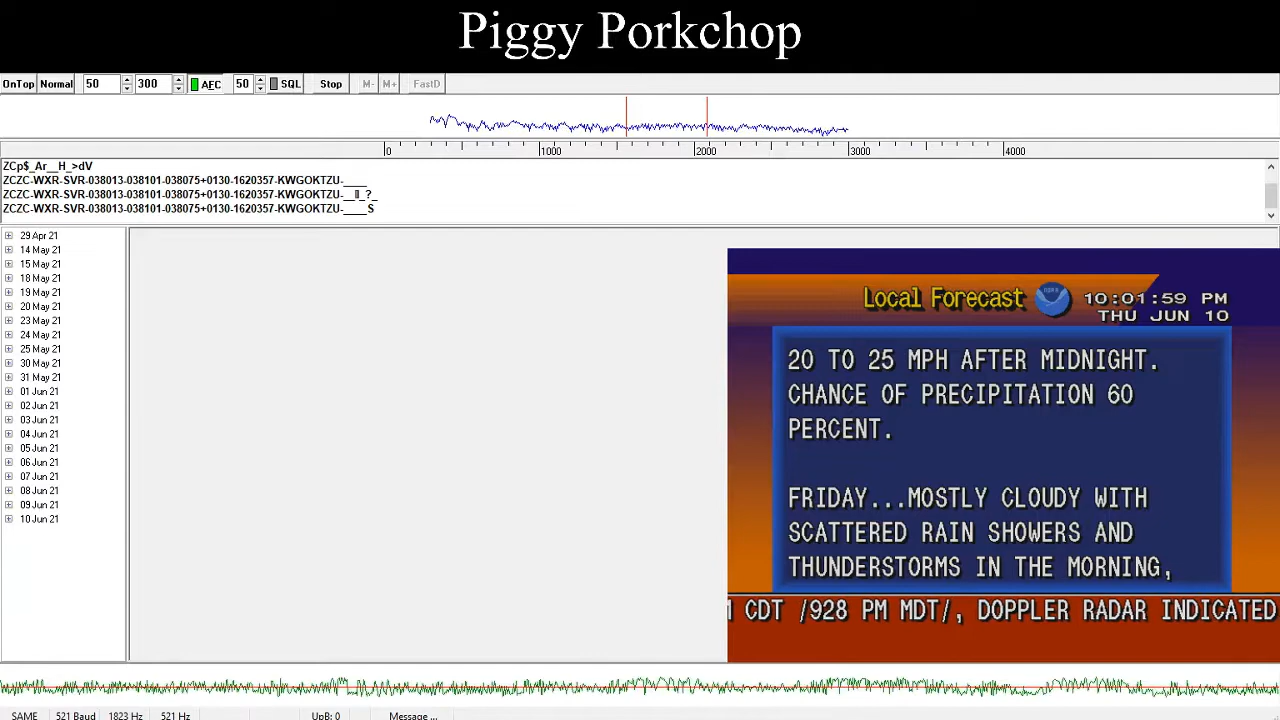 Piggy Porkchop
OnTop Normal 50 300 AFC 50 SQL Stop M- M+ FastD
0 1000 2000 3000 4000
ZCp$_Ar__H_>dV
ZCZC-WXR-SVR-038013-038101-038075+0130-1620357-KWGOKTZU-____
ZCZC-WXR-SVR-038013-038101-038075+0130-1620357-KWGOKTZU-
ZCZC-WXR-SVR-038013-038101-038075+0130-1620357-KWGOKTZU-____S
29 Apr 21
14 May 21
15 May 21
18 May 21
19 May 21
20 May 21
23 May 21
24 May 21
25 May 21
30 May 21
31 May 21
01 Jun 21
02 Jun 21
03 Jun 21
04 Jun 21
05 Jun 21
06 Jun 21
07 Jun 21
08 Jun 21
09 Jun 21
10 Jun 21
Local Forecast
10:01:59 PM
THU JUN 10
20 TO 25 MPH AFTER MIDNIGHT.
CHANCE OF PRECIPITATION 60
PERCENT.
FRIDAY...MOSTLY CLOUDY WITH
SCATTERED RAIN SHOWERS AND
THUNDERSTORMS IN THE MORNING,
CDT /928 PM MDT/, DOPPLER RADAR INDICATED
SAME 521 Baud 1823 Hz 521 Hz UpB: 0 Message ...